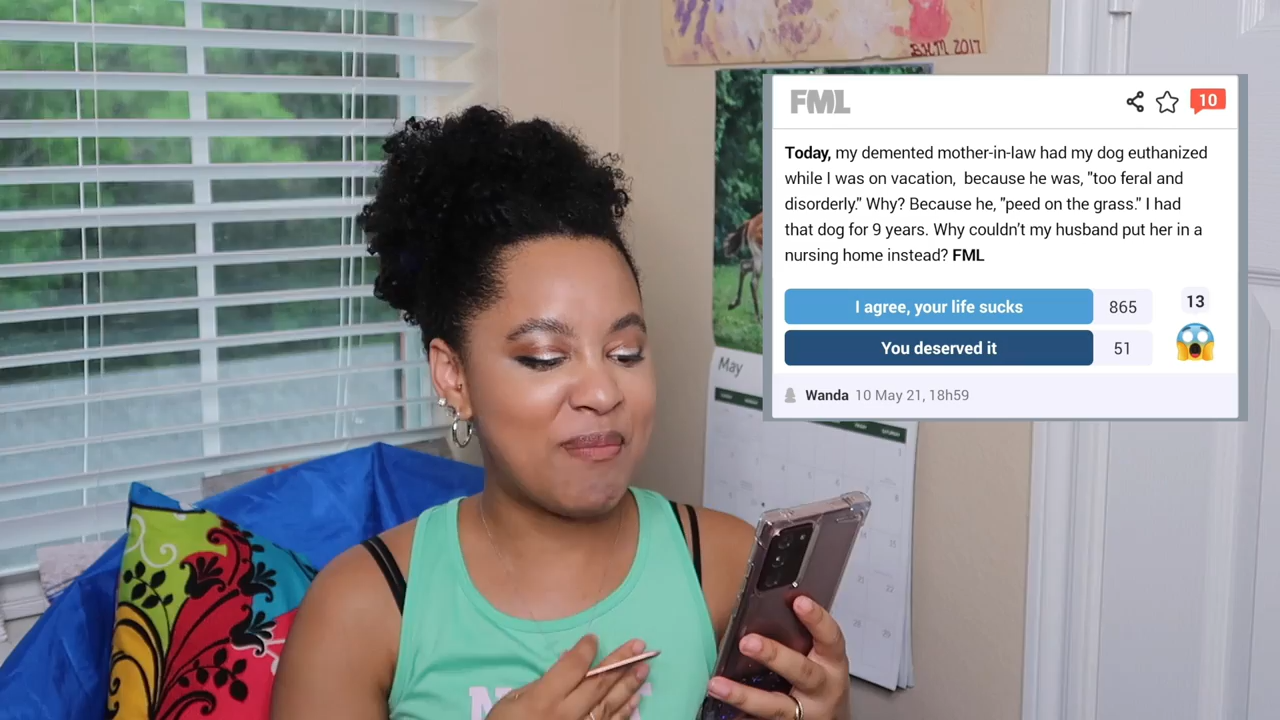 B.H.M 2017
FML
10
Today, my demented mother-in-law had my dog euthanized
while I was on vacation,  because he was, "too feral and
disorderly." Why? Because he, "peed on the grass." I had
that dog for 9 years. Why couldn't my husband put her in a
nursing home instead? FML
I agree, your life sucks 865 13
You deserved it 51
Wanda 10 May 21, 18h59
May